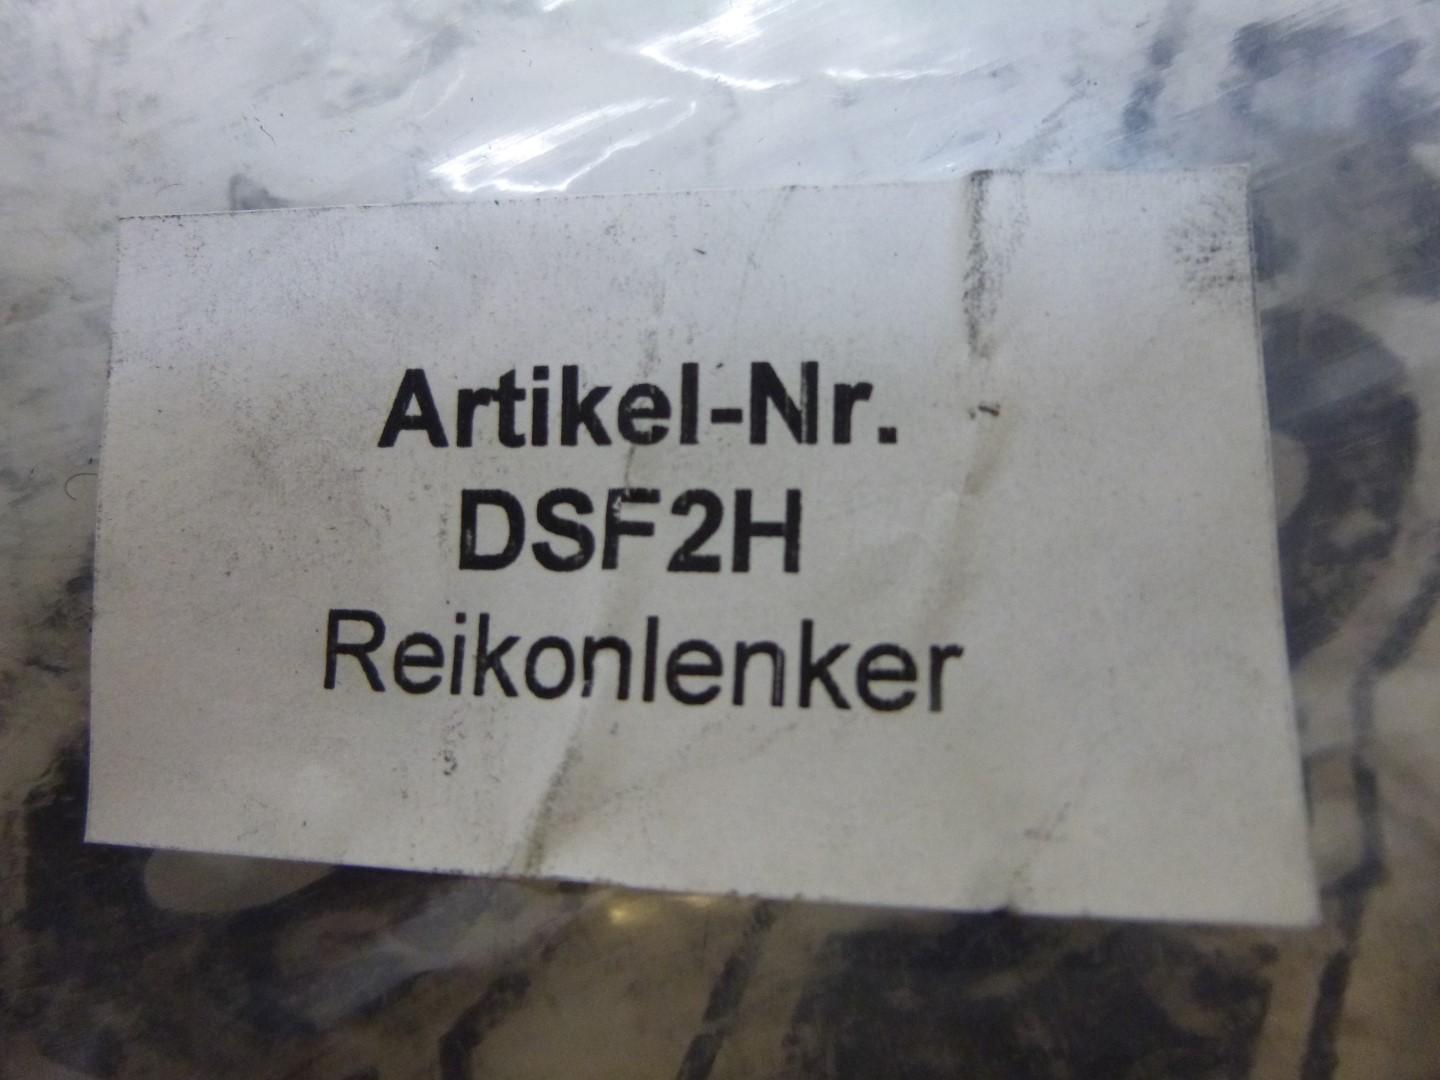 Artikel-Nr.
DSF2H
Reikonlenker